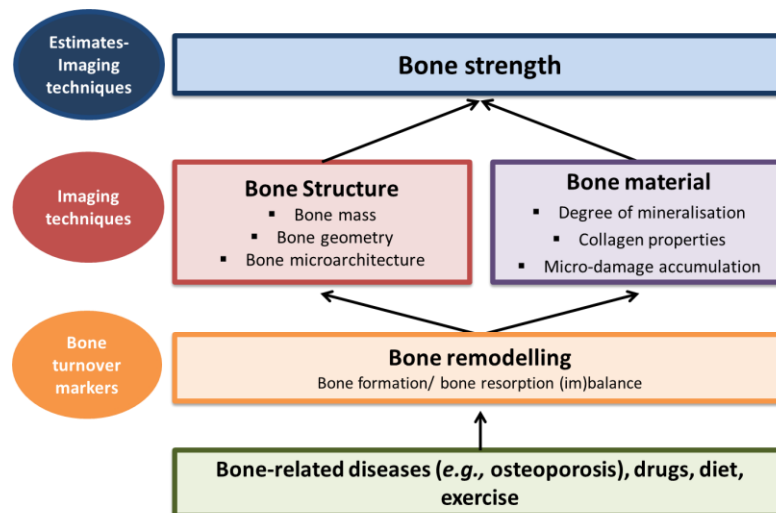 Estimates-
Imaging
techniques
Bone strength
Imaging
techniques
Bone Structure
▪ Bone mass
▪ Bone geometry
▪ Bone microarchitecture
Bone material
▪ Degree of mineralisation
▪ Collagen properties
▪ Micro-damage accumulation
Bone
turnover
markers
Bone remodelling
Bone formation/ bone resorption (im)balance
Bone-related diseases (e.g., osteoporosis), drugs, diet,
exercise